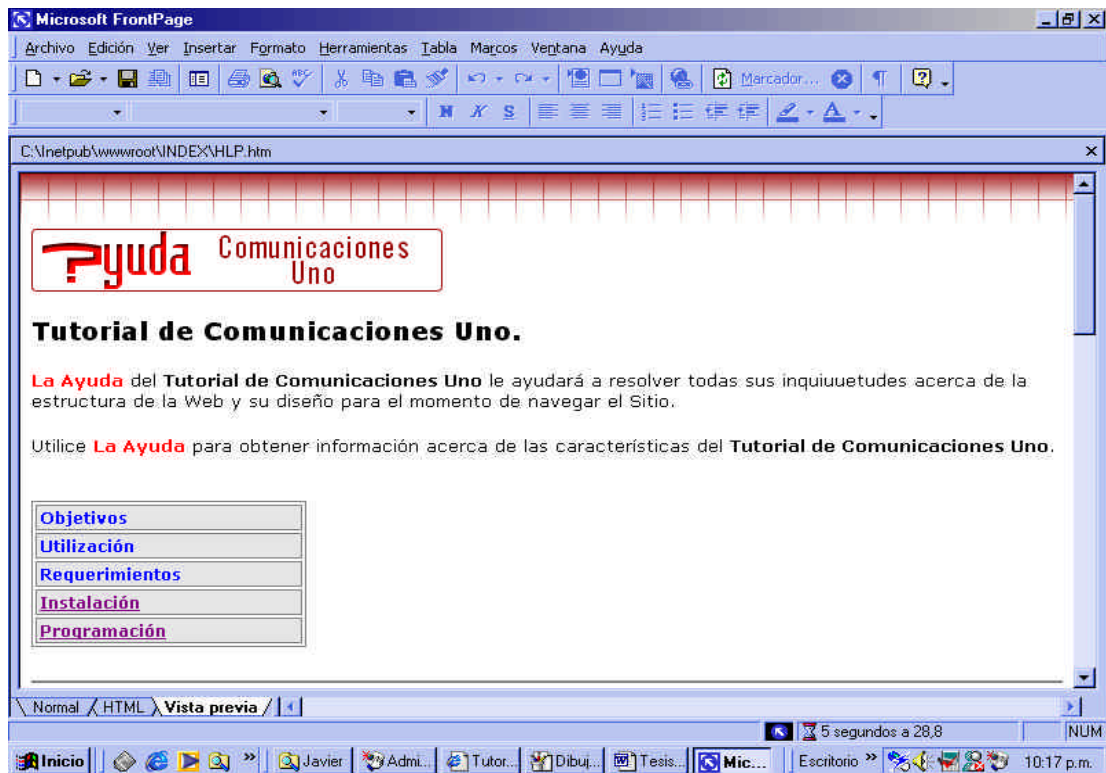 Microsoft FrontPage
Archivo Edición Ver Insertar Formato Herramientas Tabla Marcos Ventana Ayuda
Marcador...
N K S
C:\Inetpub\wwwroot\INDEX\HLP.htm
?yuda Comunicaciones
Uno
Tutorial de Comunicaciones Uno.
La Ayuda del Tutorial de Comunicaciones Uno le ayudará a resolver todas sus inquiuuetudes acerca de la
estructura de la Web y su diseño para el momento de navegar el Sitio.
Utilice La Ayuda para obtener información acerca de las características del Tutorial de Comunicaciones Uno.
Objetivos
Utilización
Requerimientos
Instalación
Programación
Normal HTML Vista previa
5 segundos a 28,8 NUM
Inicio » Javier Admi... Tutor... Dibuj... Tesis... Mic... Escritorio » 10:17 p.m.